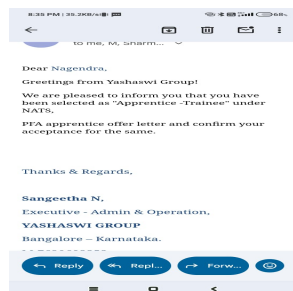 8:35 PM | 35.2KB/s
to me, M, Sharm...
Dear Nagendra,
Greetings from Yashaswi Group!
We are pleased to inform you that you have
been selected as "Apprentice -Trainee" under
NATS,
PFA apprentice offer letter and confirm your
acceptance for the same.
Thanks & Regards,
Sangeetha N,
Executive - Admin & Operation,
YASHASWI GROUP
Bangalore – Karnataka.
Reply
Repl...
Forw...